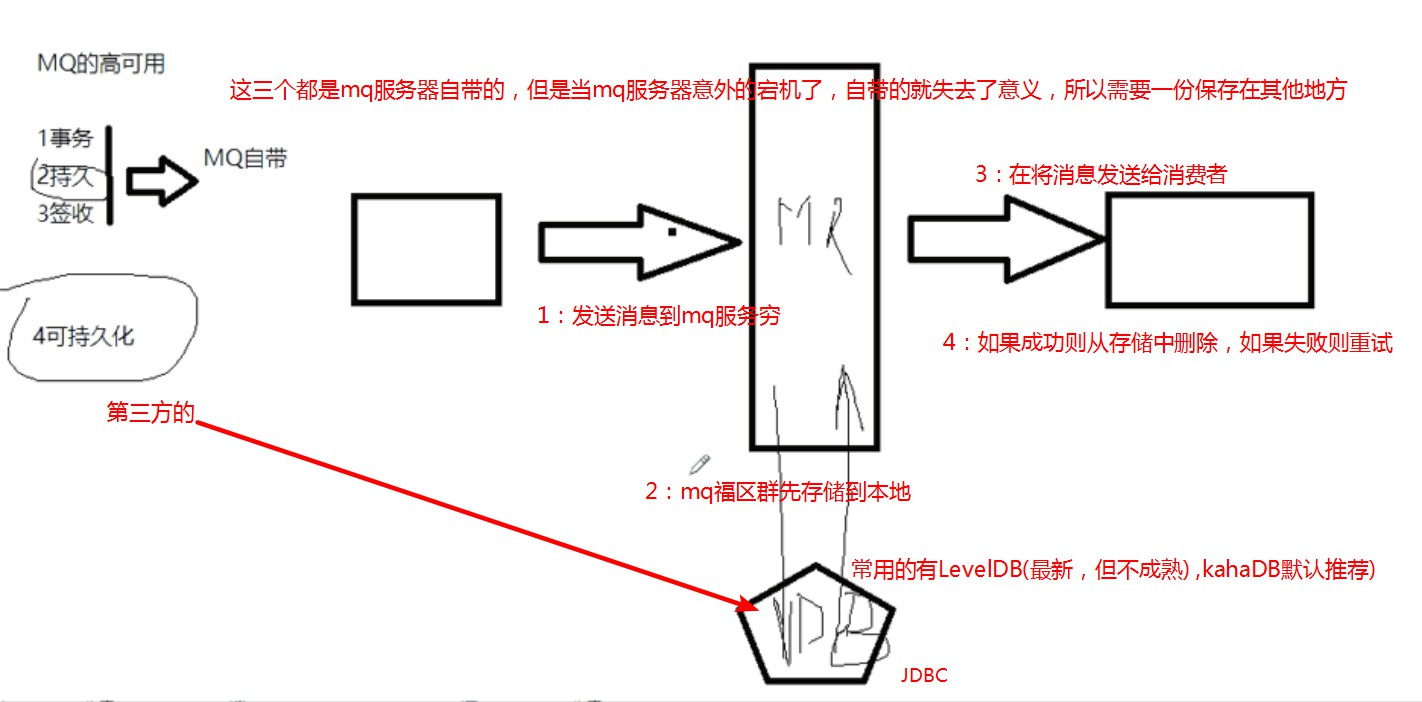 MQ的高可用
这三个都是mq服务器自带的，但是当mq服务器意外的宕机了，自带的就失去了意义，所以需要一份保存在其他地方
1事务
2持久
3签收
MQ自带
3：在将消息发送给消费者
MR
1：发送消息到mq服务穷
4：如果成功则从存储中删除，如果失败则重试
4可持久化
第三方的
2：mq福区群先存储到本地
常用的有LevelDB(最新，但不成熟) ,kahaDB默认推荐)
DB
JDBC